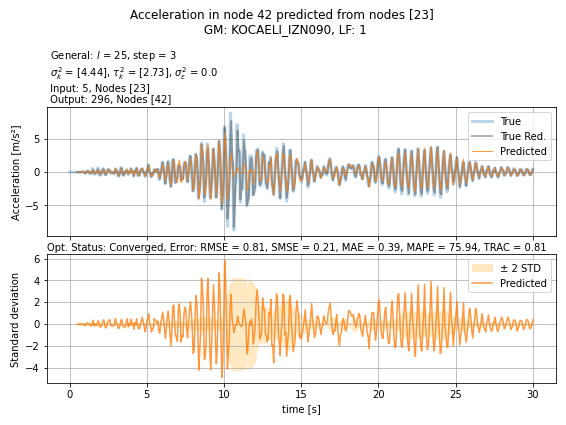 Acceleration in node 42 predicted from nodes [23]
GM: KOCAELI_IZN090, LF: 1
General: l = 25, step = 3
σ²ₖ = [4.44], τ²ₖ = [2.73], σ²ε = 0.0
Input: 5, Nodes [23]
Output: 296, Nodes [42]
Acceleration [m/s²]
5
0
−5
True
True Red.
Predicted
Opt. Status: Converged, Error: RMSE = 0.81, SMSE = 0.21, MAE = 0.39, MAPE = 75.94, TRAC = 0.81
Standard deviation
6
4
2
0
−2
−4
± 2 STD
Predicted
0 5 10 15 20 25 30
time [s]